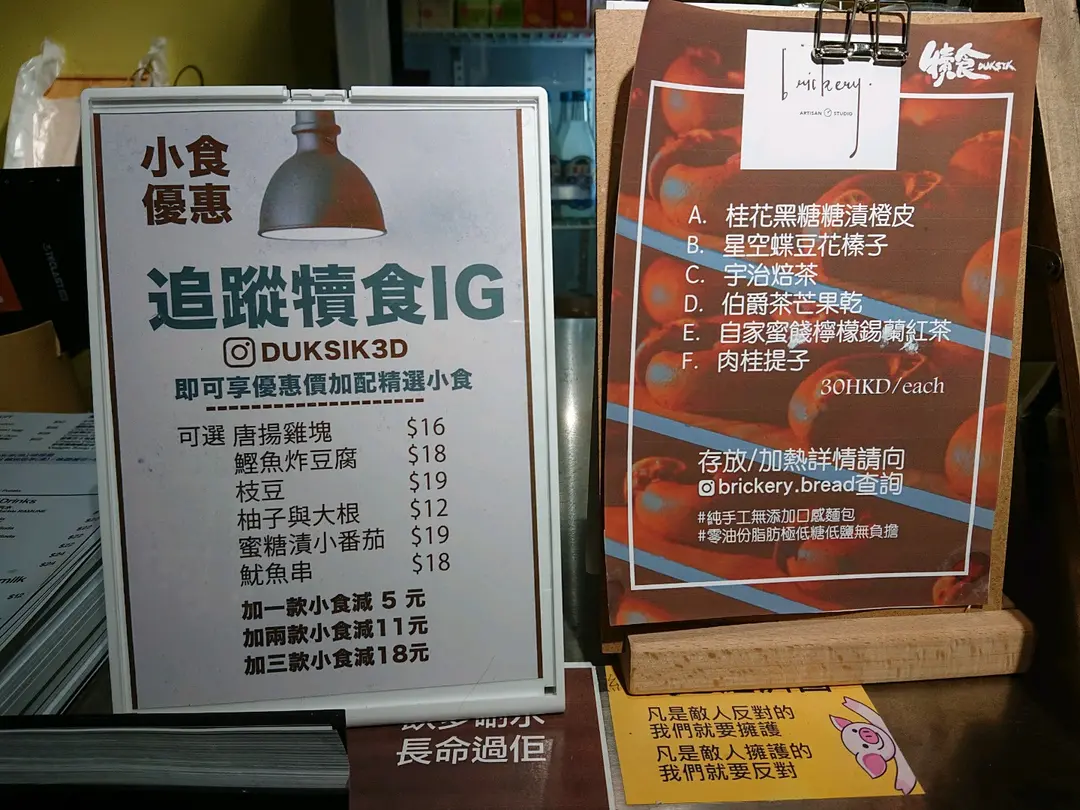 小食
優惠
追蹤犢食IG
DUKSIK3D
即可享優惠價加配精選小食
可選 唐揚雞塊 $16
鰹魚炸豆腐 $18
枝豆 $19
柚子與大根 $12
蜜糖漬小番茄 $19
魷魚串 $18
加一款小食減 5 元
加兩款小食減11元
加三款小食減18元
長命過佢
brickery.
ARTISAN STUDIO
犢食 DUKSIK
A. 桂花黑糖糖漬橙皮
B. 星空蝶豆花榛子
C. 宇治焙茶
D. 伯爵茶芒果乾
E. 自家蜜餞檸檬錫蘭紅茶
F. 肉桂提子
30HKD/each
存放/加熱詳情請向
brickery.bread查詢
#純手工無添加口感麵包
#零油份脂肪極低糖低鹽無負擔
凡是敵人反對的
我們就要擁護
凡是敵人擁護的
我們就要反對